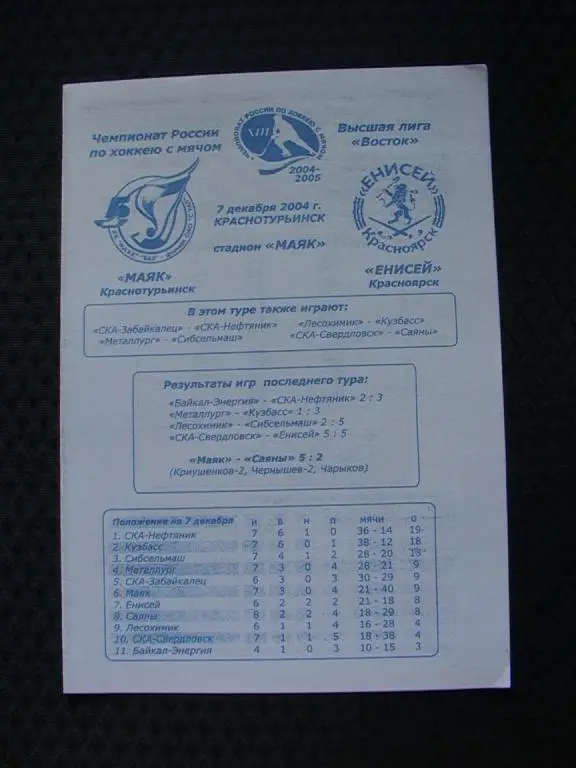 Чемпионат России
по хоккею с мячом
XIII
2004-
2005
Высшая лига
«Восток»
7 декабря 2004 г.
КРАСНОТУРЬИНСК
стадион «МАЯК»
«ЕНИСЕЙ»
Красноярск
«МАЯК»
Краснотурьинск
«ЕНИСЕЙ»
Красноярск
В этом туре также играют:
«СКА-Забайкалец» - «СКА-Нефтяник» «Лесохимик» - «Кузбасс»
«Металлург» - «Сибсельмаш» «СКА-Свердловск» - «Саяны»
Результаты игр последнего тура:
«Байкал-Энергия» - «СКА-Нефтяник» 2 : 3
«Металлург» - «Кузбасс» 1 : 3
«Лесохиник» - «Сибсельмаш» 2 : 5
«СКА-Свердловск» - «Енисей» 5 : 5
«Маяк» - «Саяны» 5 : 2
(Криушенков-2, Чернышев-2, Чарыков)
Положение на 7 декабря и в н п мячи о
1. СКА-Нефтяник 7 6 1 0 36 - 14 19
2. Кузбасс 7 6 0 1 38 - 12 18
3. Сибсельмаш 7 4 1 2 28 - 20 13
4. Металлург 7 3 0 4 28 - 21 9
5. СКА-Забайкалец 6 3 0 3 30 - 29 9
6. Маяк 7 3 0 4 21 - 40 9
7. Енисей 6 2 2 2 21 - 18 8
8. Саяны 8 2 2 4 18 - 29 8
9. Лесохимик 6 1 1 4 16 - 28 4
10. СКА-Свердловск 7 1 1 5 18 - 38 4
11. Байкал-Энергия 4 1 0 3 10 - 15 3